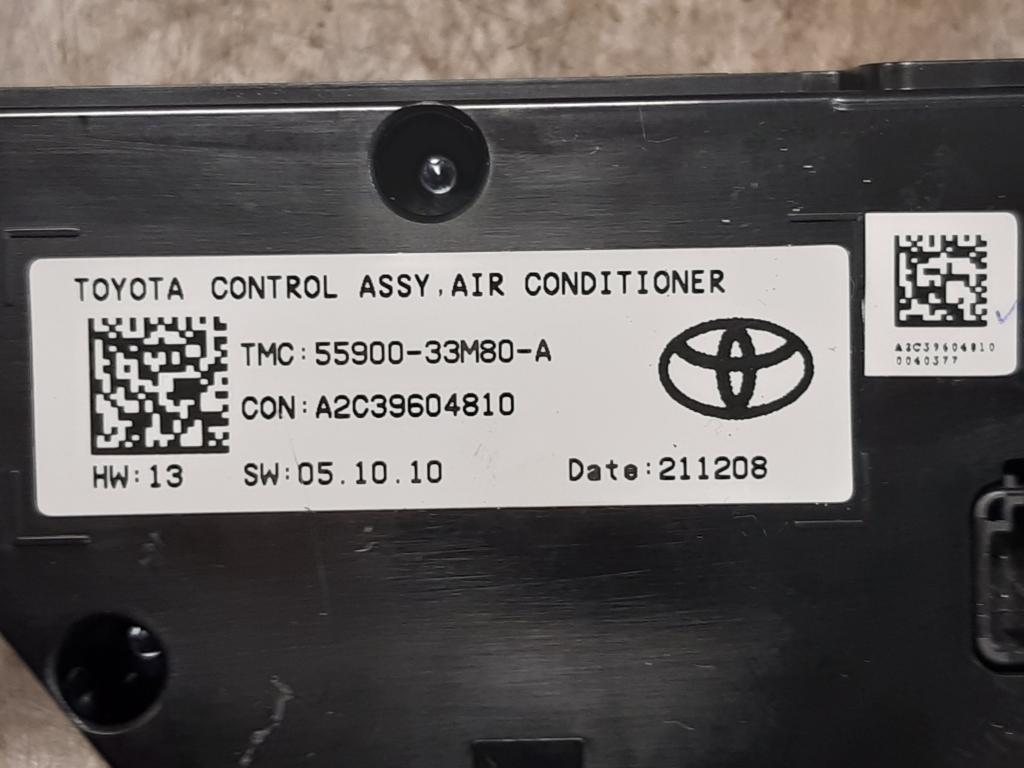 TOYOTA CONTROL ASSY,AIR CONDITIONER
TMC:55900-33M80-A
CON:A2C39604810
HW:13 SW:05.10.10 Date:211208
A2C39604810
0040377